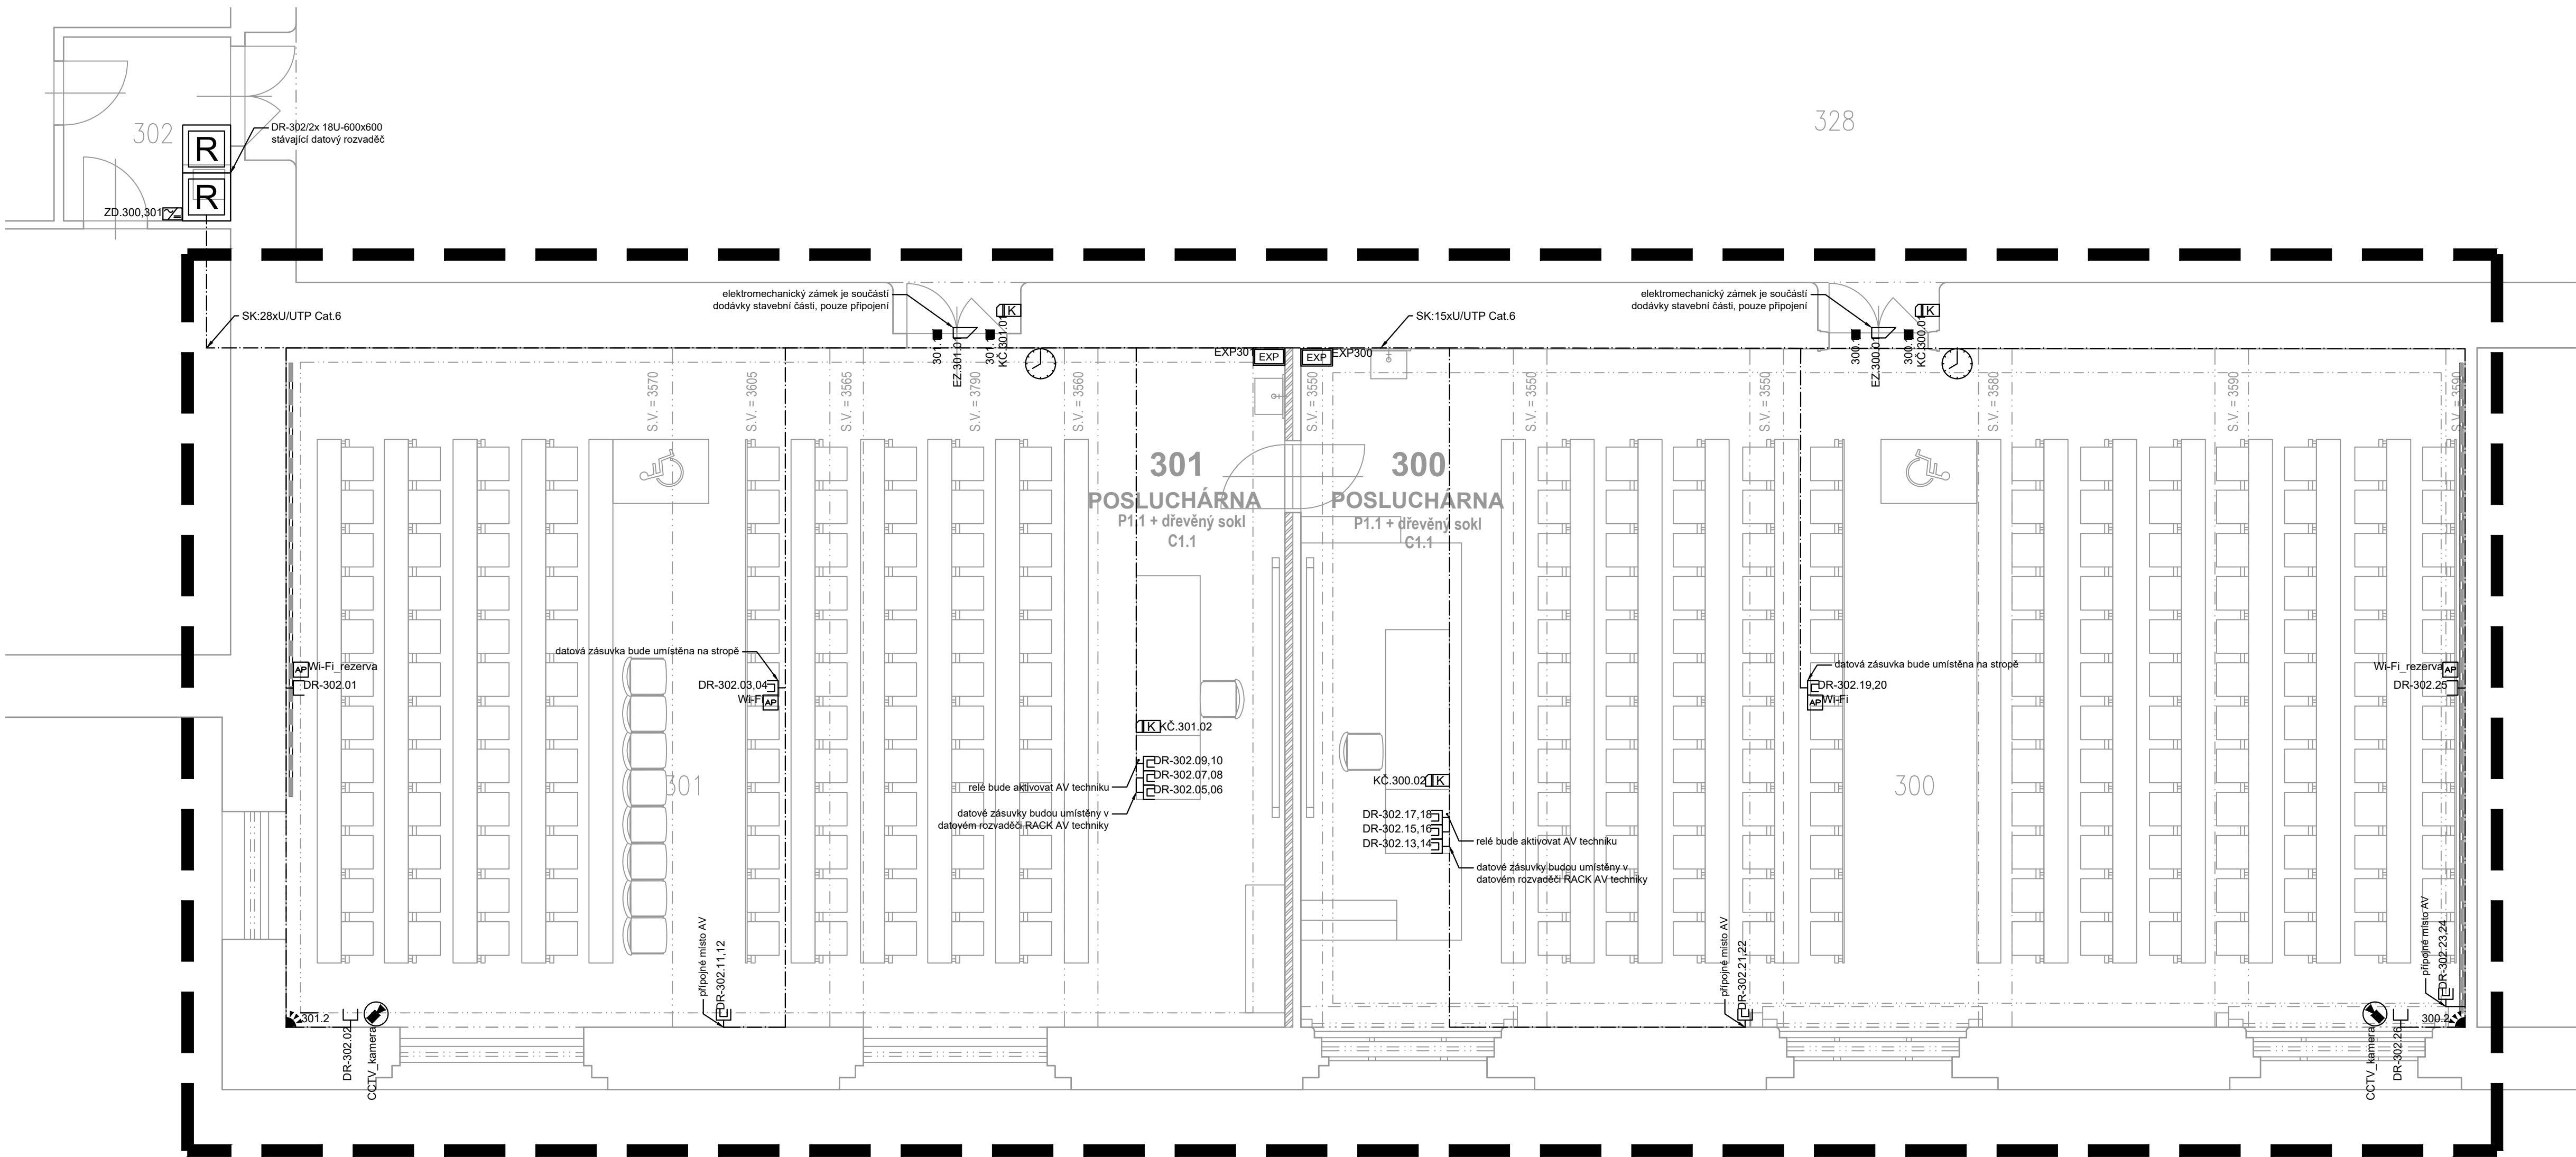 302
R
R
DR-302/2x 18U-600x600
stávající datový rozvaděč
ZD.300,301
328
SK:28xU/UTP Cat.6
elektromechanický zámek je součástí
dodávky stavební části, pouze připojení
K
KČ.301.01
EZ.301.01
EXP301
EXP
EXP
EXP300
SK:15xU/UTP Cat.6
elektromechanický zámek je součástí
dodávky stavební části, pouze připojení
K
KČ.300.01
EZ.300.01
S.V. = 3570
S.V. = 3605
S.V. = 3565
S.V. = 3790
S.V. = 3560
S.V. = 3550
S.V. = 3550
S.V. = 3550
S.V. = 3580
S.V. = 3590
S.V. = 3590
301
POSLUCHÁRNA
P1.1 + dřevěný sokl
C1.1
300
POSLUCHÁRNA
P1.1 + dřevěný sokl
C1.1
AP
Wi-Fi_rezerva
DR-302.01
datová zásuvka bude umístěna na stropě
DR-302.03,04
Wi-Fi
AP
K
KČ.301.02
DR-302.09,10
DR-302.07,08
DR-302.05,06
relé bude aktivovat AV techniku
datové zásuvky budou umístěny v
datovém rozvaděči RACK AV techniky
301
KČ.300.02
K
DR-302.17,18
DR-302.15,16
DR-302.13,14
relé bude aktivovat AV techniku
datové zásuvky budou umístěny v
datovém rozvaděči RACK AV techniky
datová zásuvka bude umístěna na stropě
DR-302.19,20
AP
Wi-Fi
300
Wi-Fi_rezerva
AP
DR-302.25
301.2
DR-302.02
CCTV_kamera
přípojné místo AV
DR-302.11,12
přípojné místo AV
DR-302.21,22
přípojné místo AV
DR-302.23,24
CCTV_kamera
DR-302.26
300.2